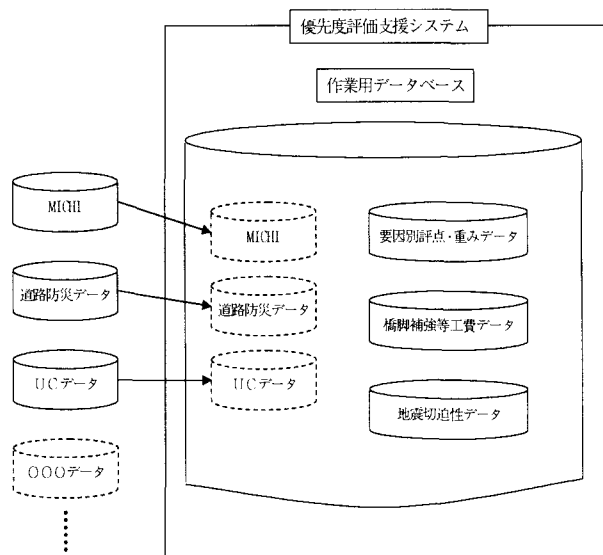 優先度評価支援システム
作業用データベース
MICHI
道路防災データ
UCデータ
〇〇〇データ
MICHI
道路防災データ
UCデータ
要因別評点・重みデータ
橋脚補強等工費データ
地震切迫性データ